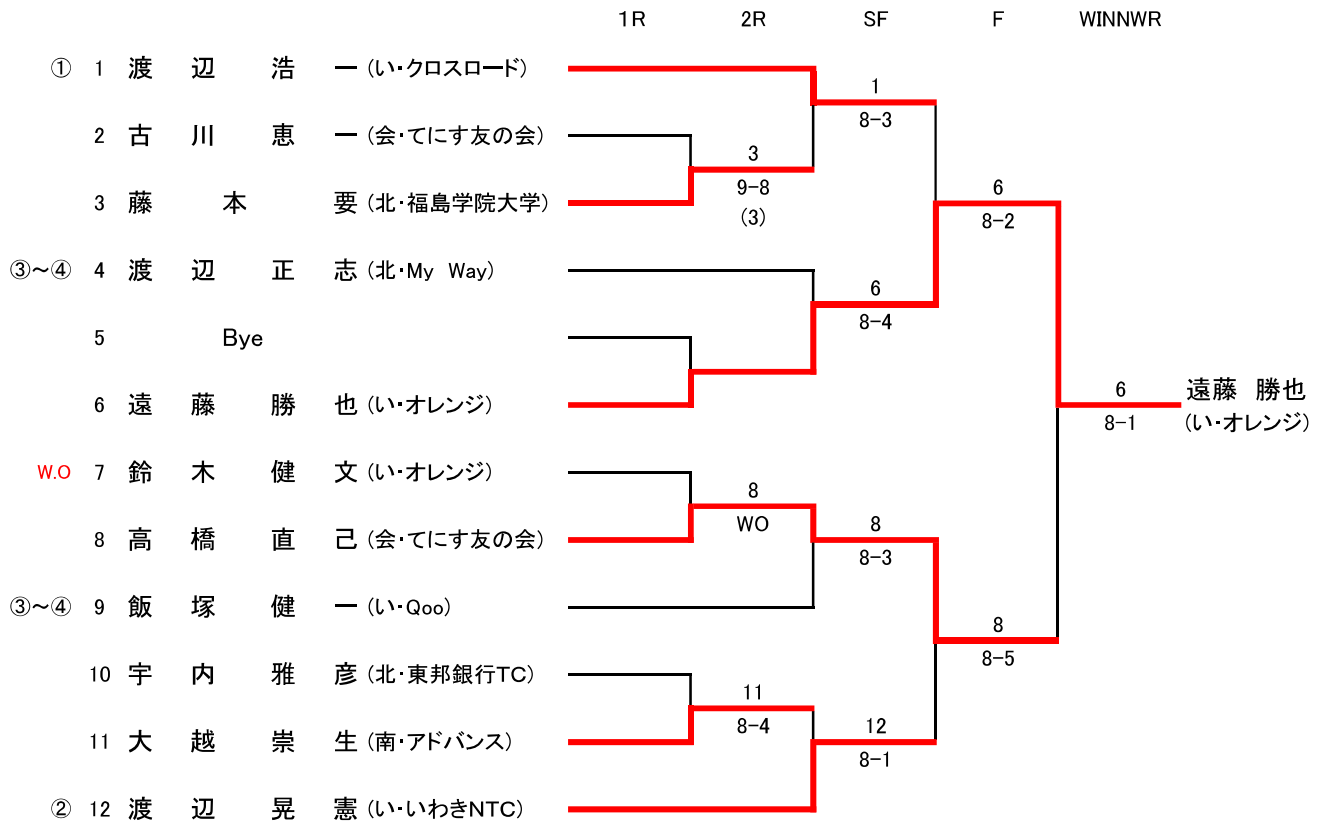 1R 2R SF F WINNWR
① 1 渡辺 浩一 (い・クロスロード)
1
8-3
2 古川 恵一 (会・てにす友の会)
3
9-8
(3)
3 藤本 要 (北・福島学院大学)
6
8-2
③～④ 4 渡辺 正志 (北・My Way)
6
8-4
5 Bye
6 遠藤 勝也 (い・オレンジ)
6
8-1
遠藤 勝也
(い・オレンジ)
W.O 7 鈴木 健文 (い・オレンジ)
8
WO
8 高橋 直己 (会・てにす友の会)
8
8-3
③～④ 9 飯塚 健一 (い・Qoo)
8
8-5
10 宇内 雅彦 (北・東邦銀行TC)
11
8-4
11 大越 崇生 (南・アドバンス)
12
8-1
② 12 渡辺 晃憲 (い・いわきNTC)